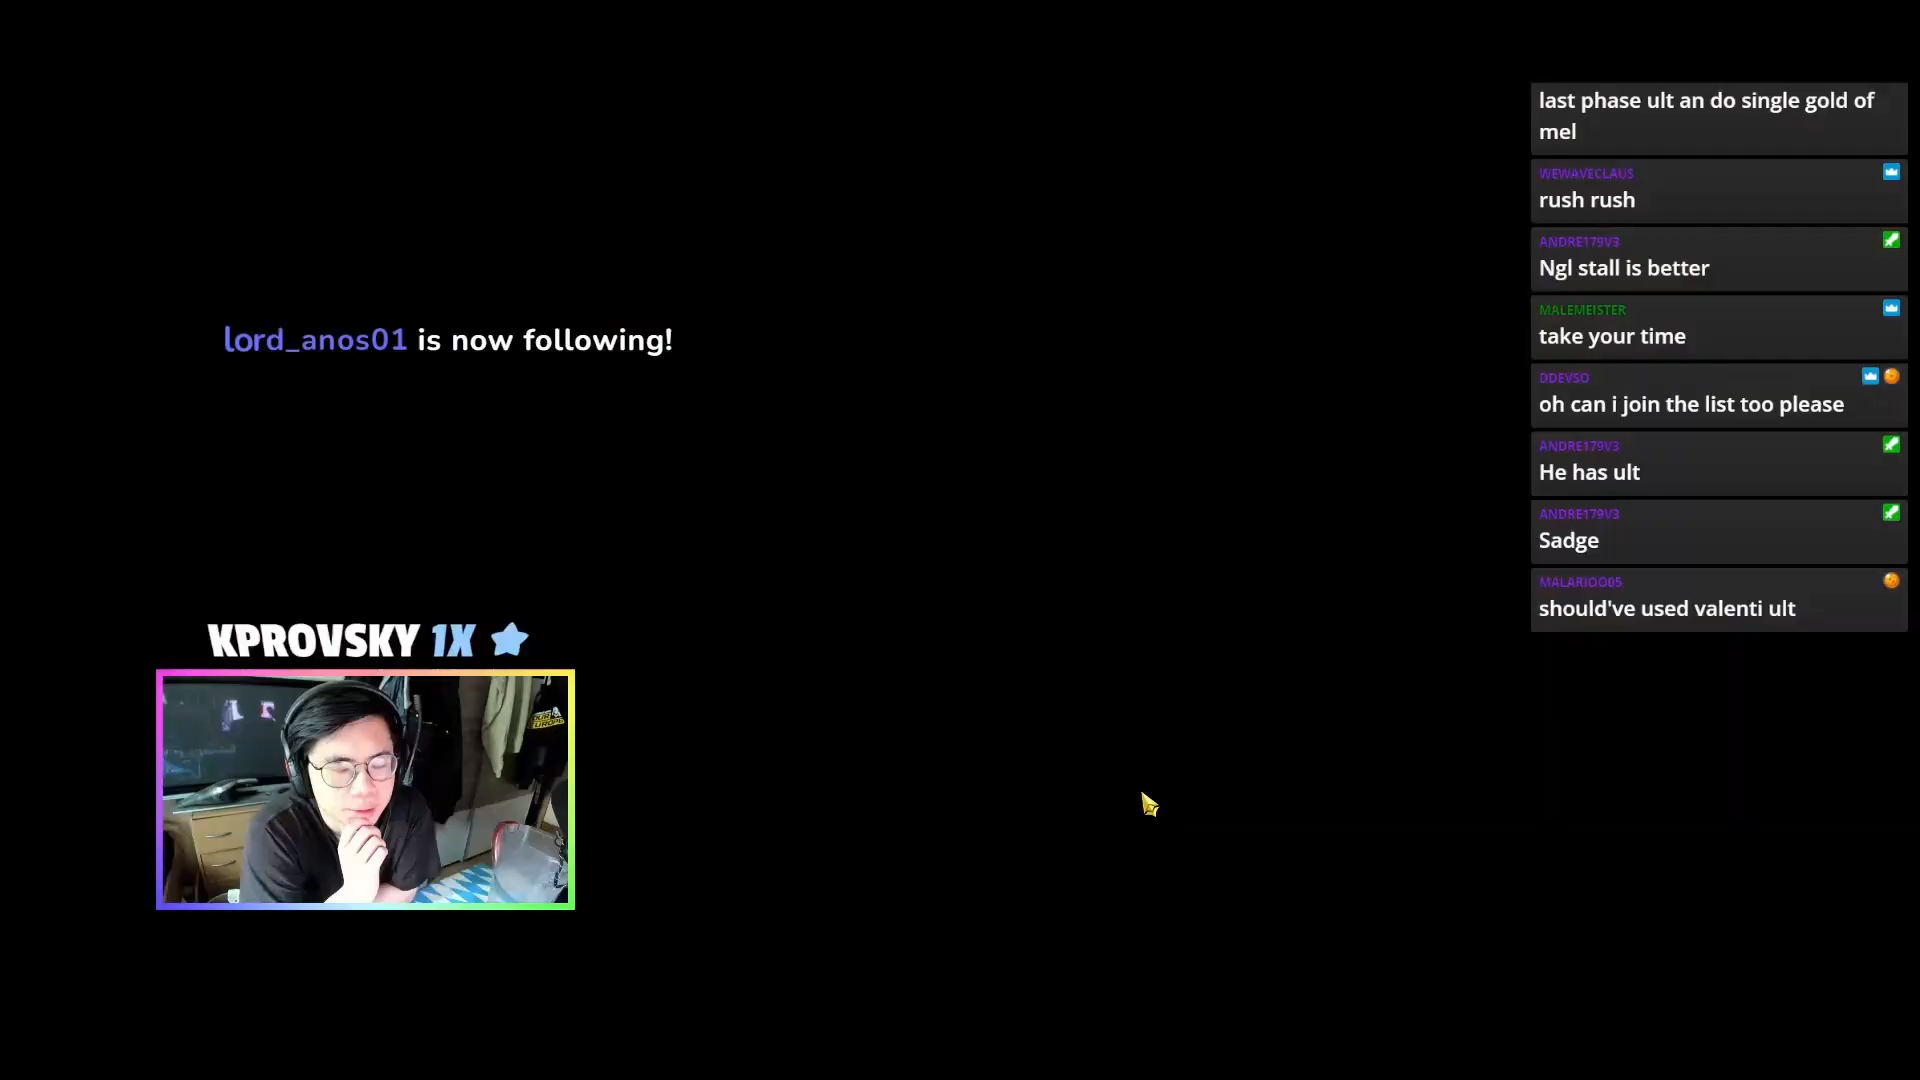 last phase ult an do single gold of
mel
WEWAVECLAUS
rush rush
ANDRE179V3
Ngl stall is better
lord_anos01 is now following!
MALEMEISTER
take your time
DDEVSO
oh can i join the list too please
ANDRE179V3
He has ult
ANDRE179V3
Sadge
MALARIOO05
should've used valenti ult
KPROVSKY 1X